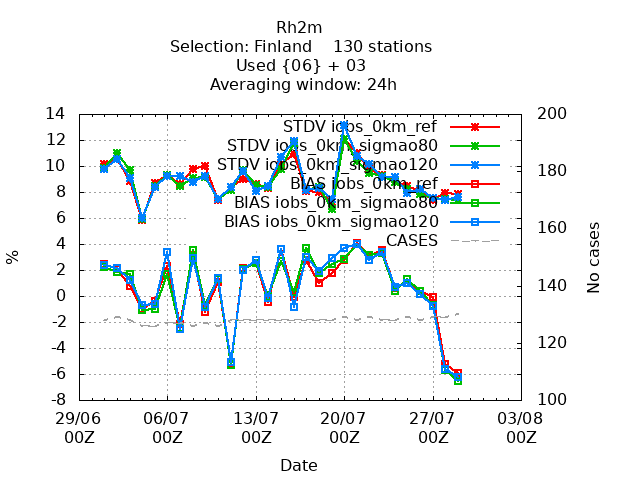 Rh2m
Selection: Finland    130 stations
Used {06} + 03
Averaging window: 24h
14
12
10
8
6
4
2
0
-2
-4
-6
-8
%
200
180
160
140
120
100
No cases
STDV iobs_0km_ref
STDV iobs_0km_sigmao80
STDV iobs_0km_sigmao120
BIAS iobs_0km_ref
BIAS iobs_0km_sigmao80
BIAS iobs_0km_sigmao120
CASES
29/06 06/07 13/07 20/07 27/07 03/08
00Z 00Z 00Z 00Z 00Z 00Z
Date